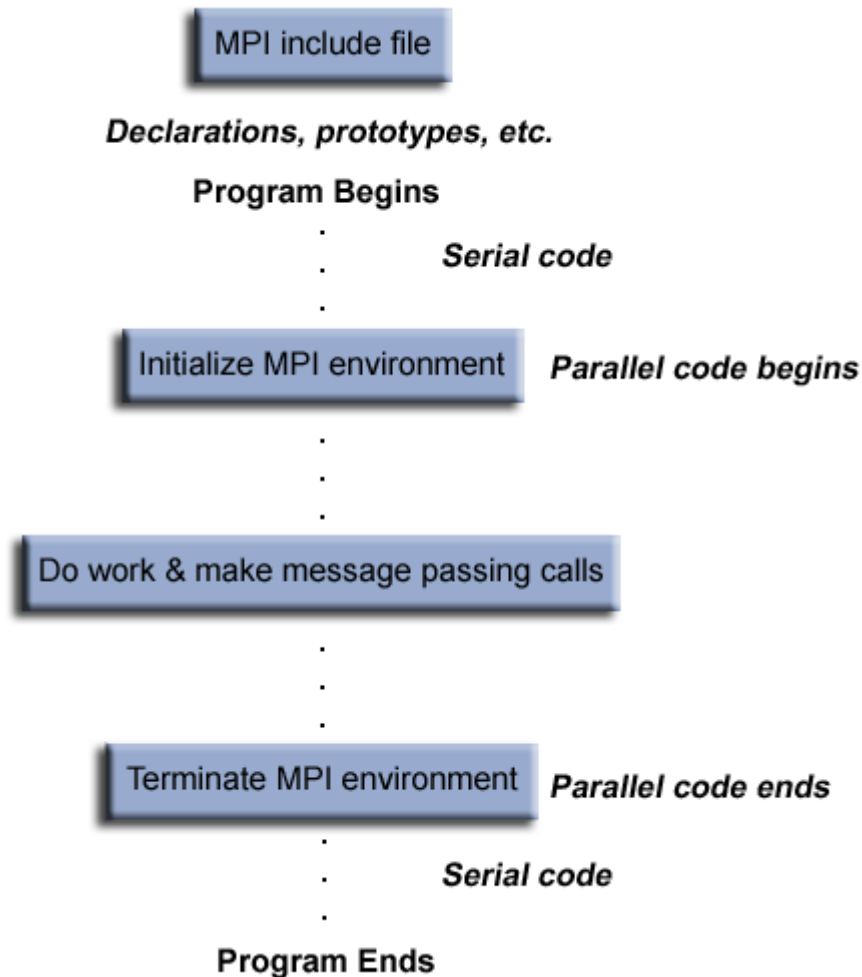 MPI include file
Declarations, prototypes, etc.
Program Begins
Serial code
Initialize MPI environment
Parallel code begins
Do work & make message passing calls
Terminate MPI environment
Parallel code ends
Serial code
Program Ends